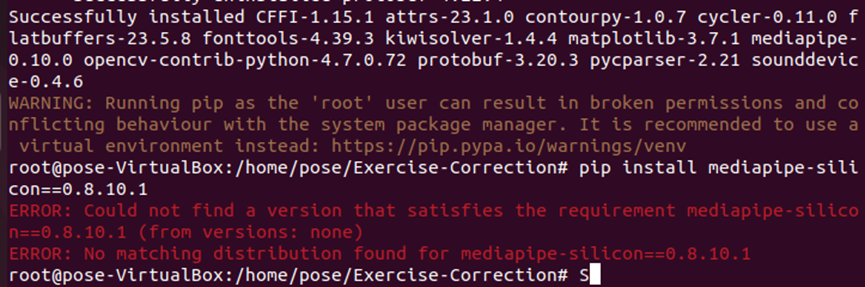 Successfully installed CFFI-1.15.1 attrs-23.1.0 contourpy-1.0.7 cycler-0.11.0 f
latbuffers-23.5.8 fonttools-4.39.3 kiwisolver-1.4.4 matplotlib-3.7.1 mediapipe-
0.10.0 opencv-contrib-python-4.7.0.72 protobuf-3.20.3 pycparser-2.21 sounddevic
e-0.4.6
WARNING: Running pip as the 'root' user can result in broken permissions and co
nflicting behaviour with the system package manager. It is recommended to use a
 virtual environment instead: https://pip.pypa.io/warnings/venv
root@pose-VirtualBox:/home/pose/Exercise-Correction# pip install mediapipe-sili
con==0.8.10.1
ERROR: Could not find a version that satisfies the requirement mediapipe-silico
n==0.8.10.1 (from versions: none)
ERROR: No matching distribution found for mediapipe-silicon==0.8.10.1
root@pose-VirtualBox:/home/pose/Exercise-Correction# S